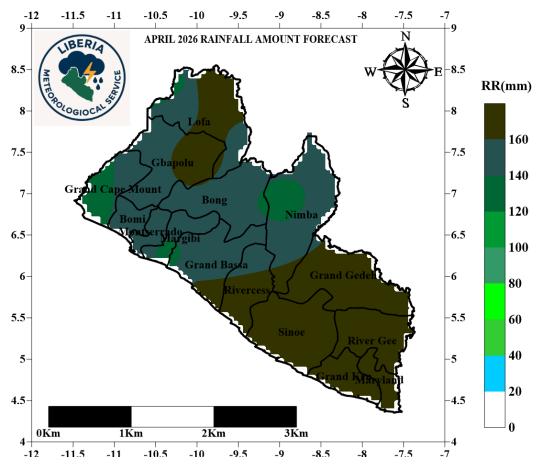 -12 -11.5 -11 -10.5 -10 -9.5 -9 -8.5 -8 -7.5 -7
LIBERIA
METEOROLOGIOCAL SERVICE
APRIL 2026 RAINFALL AMOUNT FORECAST
N
W E
S
RR(mm)
160
140
120
100
80
60
40
20
0
9
8.5
8
7.5
7
6.5
6
5.5
5
4.5
4
Lofa
Gbapolu
Grand Cape Mount
Bong
Nimba
Bomi
Montserrado
Margibi
Grand Bassa
Grand Gedeh
Rivercess
Sinoe
River Gee
Grand Kru
Maryland
0Km 1Km 2Km 3Km
9
8.5
8
7.5
7
6.5
6
5.5
5
4.5
4
-12 -11.5 -11 -10.5 -10 -9.5 -9 -8.5 -8 -7.5 -7